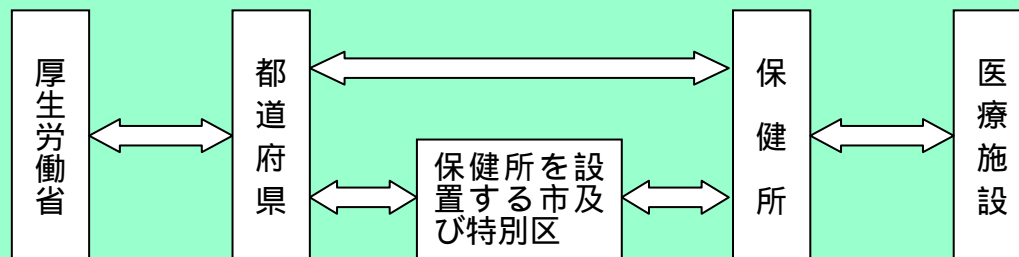 厚生労働省
都道府県
保健所を設
置する市及
び特別区
保健所
医療施設